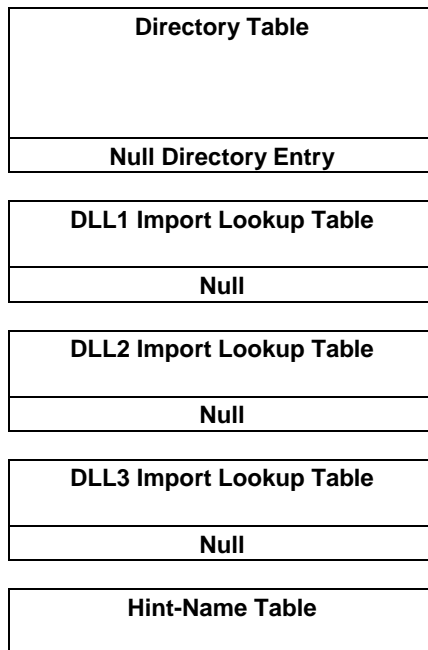 Directory Table
Null Directory Entry
DLL1 Import Lookup Table
Null
DLL2 Import Lookup Table
Null
DLL3 Import Lookup Table
Null
Hint-Name Table